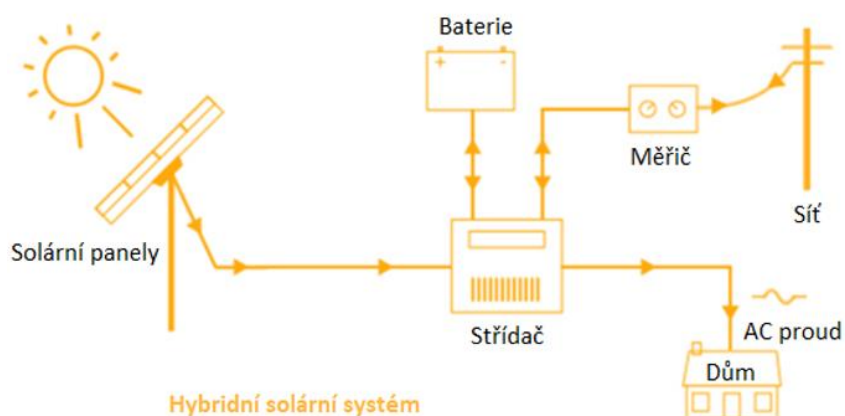 Baterie
+ -
Měřič
Síť
Solární panely
Střídač
AC proud
Dům
Hybridní solární systém